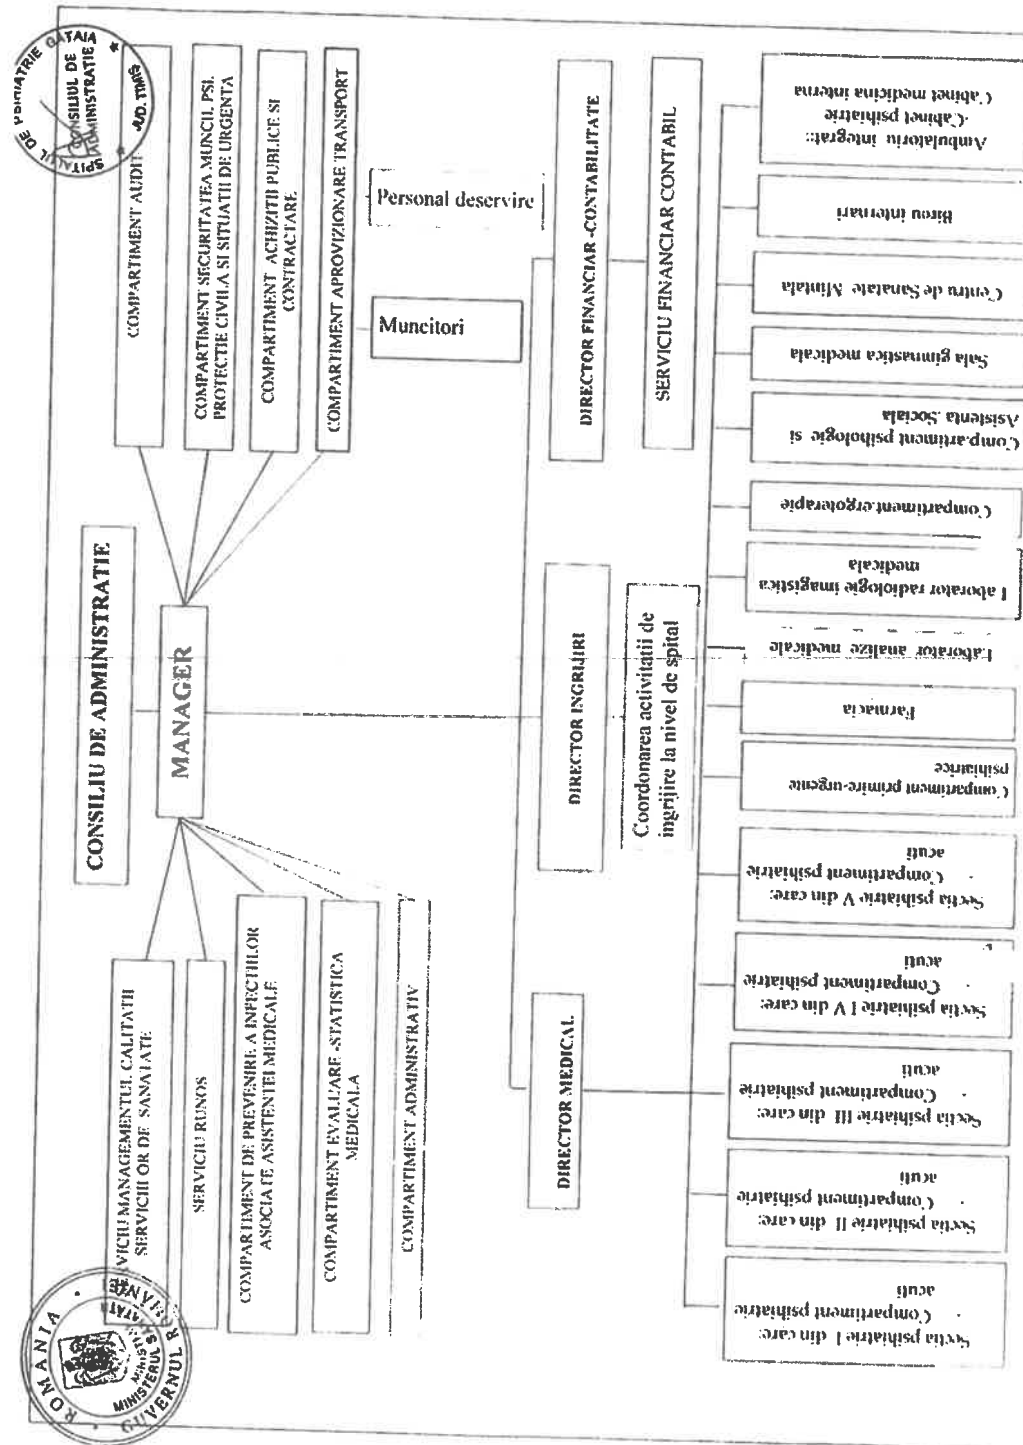 CONSILIU DE ADMINISTRATIE
MANAGER
ROMANIA
GUVERNUL ROMANIEI
MINISTERUL SANATATII
VICIU MANAGEMENTUL CALITATII
SERVICIILOR DE SANATATE
SERVICIU RUNOS
COMPARTIMENT DE PREVENIRE A INFECTIILOR
ASOCIATE ASISTENTEI MEDICALE
COMPARTIMENT EVALUARE -STATISTICA
MEDICALA
COMPARTIMENT ADMINISTRATIV
SPITALUL DE PSIHIATRIE GATAIA
CONSILIUL DE
ADMINISTRATIE
JUD. TIMIS
COMPARTIMENT AUDIT
COMPARTIMENT SECURITATEA MUNCII, PSI,
PROTECTIE CIVILA SI SITUATII DE URGENTA
COMPARTIMENT ACHIZITII PUBLICE SI
CONTRACTARE
COMPARTIMENT APROVIZIONARE TRANSPORT
Personal deservire
Muncitori
DIRECTOR MEDICAL
DIRECTOR INGRIJIRI
Coordonarea activitatii de
ingrijire la nivel de spital
DIRECTOR FINANCIAR -CONTABILITATE
SERVICIU FINANCIAR CONTABIL
Sectia psihiatrie I din care:
· Compartiment psihiatrie
acuti
Sectia psihiatrie II din care:
· Compartiment psihiatrie
acuti
Sectia psihiatrie III din care:
· Compartiment psihiatrie
acuti
Sectia psihiatrie I V din care:
· Compartiment psihiatrie
acuti
Sectia psihiatrie V din care:
· Compartiment psihiatrie
acuti
Compartiment primire-urgente
psihiatrice
Farmacia
Laborator analize medicale
Laborator radiologie imagistica
medicala
Compartiment.ergoterapie
Compartiment psihologie si
Asistenta Sociala
Sala gimnastica medicala
Centru de Sanatate Mintala
Birou internari
Ambulatoriu integrat::
-Cabinet psihiatrie
Cabinet medicina interna